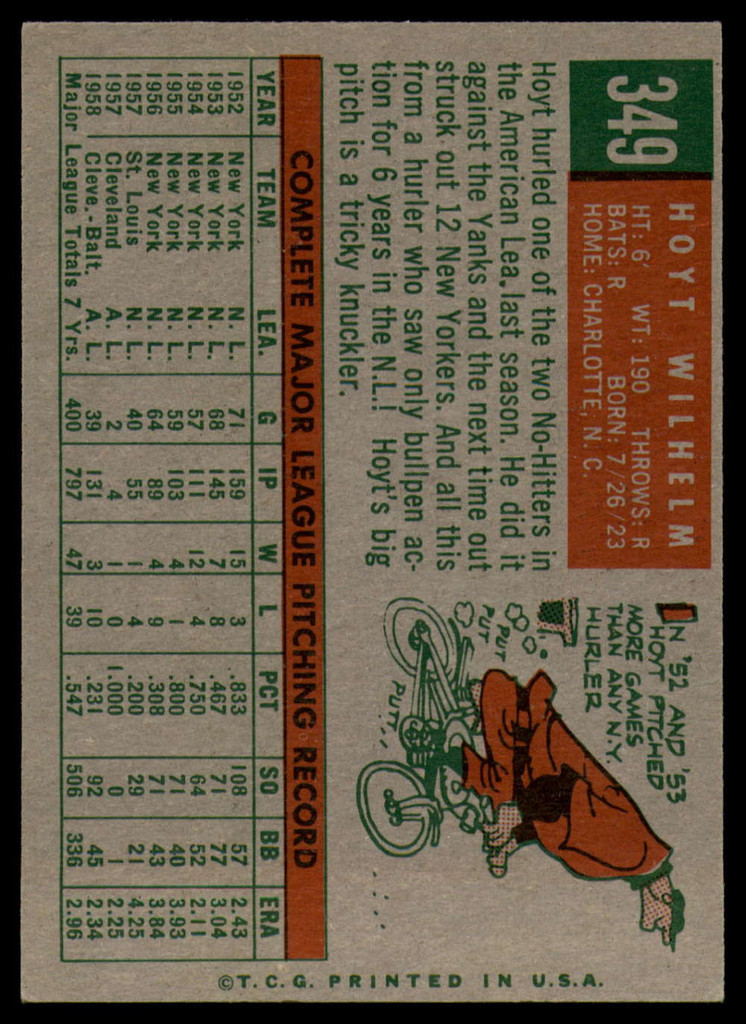 349
HOYT WILHELM
HT: 6' WT: 190 THROWS: R
BATS: R BORN: 7/26/23
HOME: CHARLOTTE, N. C.
Hoyt hurled one of the two No-Hitters in
the American Lea. last season. He did it
against the Yanks and the next time out
struck out 12 New Yorkers. And all this
from a hurler who saw only bullpen ac-
tion for 6 years in the N.L.! Hoyt's big
pitch is a tricky knuckler.
IN '52 AND '53
HOYT PITCHED
MORE GAMES
THAN ANY N.Y.
HURLER
PUT
PUT
PUT....
COMPLETE MAJOR LEAGUE PITCHING RECORD
YEAR TEAM LEA. G IP W L PCT SO BB ERA
1952 New York N. L. 71 159 15 3 .833 108 57 2.43
1953 New York N. L. 68 145 7 8 .467 71 77 3.04
1954 New York N. L. 57 111 12 4 .750 64 52 2.11
1955 New York N. L. 59 103 4 1 .800 71 40 3.93
1956 New York N. L. 64 89 4 9 .308 71 43 3.84
1957 St. Louis N. L. 40 55 1 4 .200 29 21 4.25
1957 Cleveland A. L. 2 4 1 0 1.000 0 1 2.25
1958 Cleve.-Balt. A. L. 39 131 3 10 .231 92 45 2.34
Major League Totals 7 Yrs. 400 797 47 39 .547 506 336 2.96
©T.C.G. PRINTED IN U.S.A.